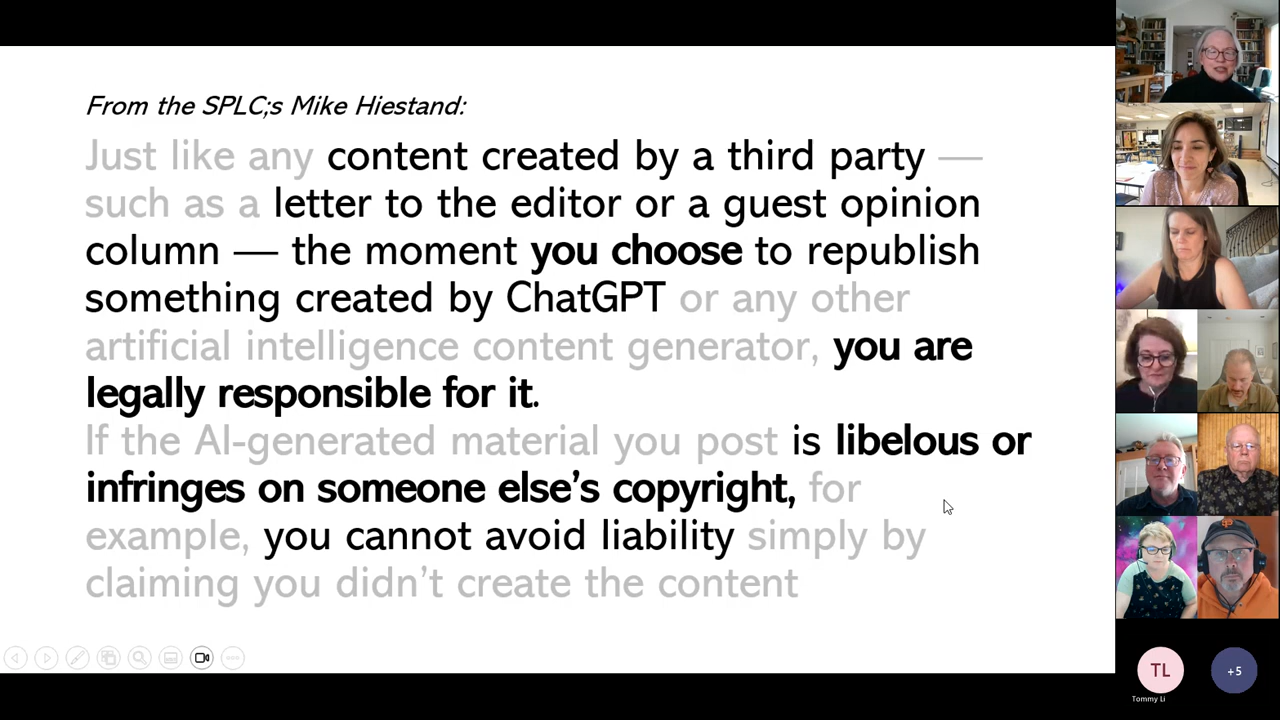 From the SPLC;s Mike Hiestand:
Just like any content created by a third party —
such as a letter to the editor or a guest opinion
column — the moment you choose to republish
something created by ChatGPT or any other
artificial intelligence content generator, you are
legally responsible for it.
If the AI-generated material you post is libelous or
infringes on someone else’s copyright, for
example, you cannot avoid liability simply by
claiming you didn’t create the content
TL
+5
Tommy Li